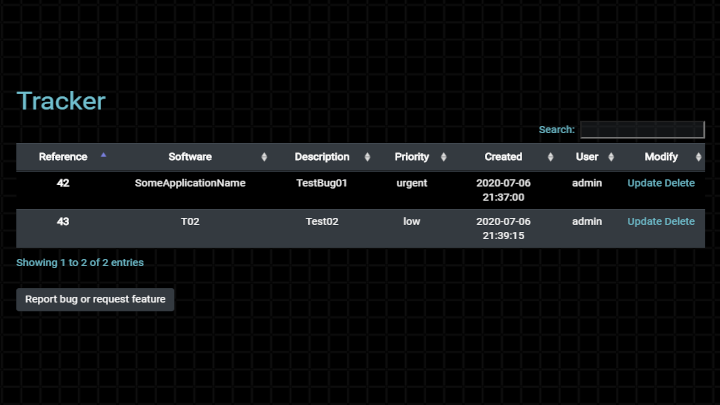 Tracker
Search:
Reference Software Description Priority Created User Modify
42 SomeApplicationName TestBug01 urgent 2020-07-06 admin Update Delete
21:37:00
43 T02 Test02 low 2020-07-06 admin Update Delete
21:39:15
Showing 1 to 2 of 2 entries
Report bug or request feature